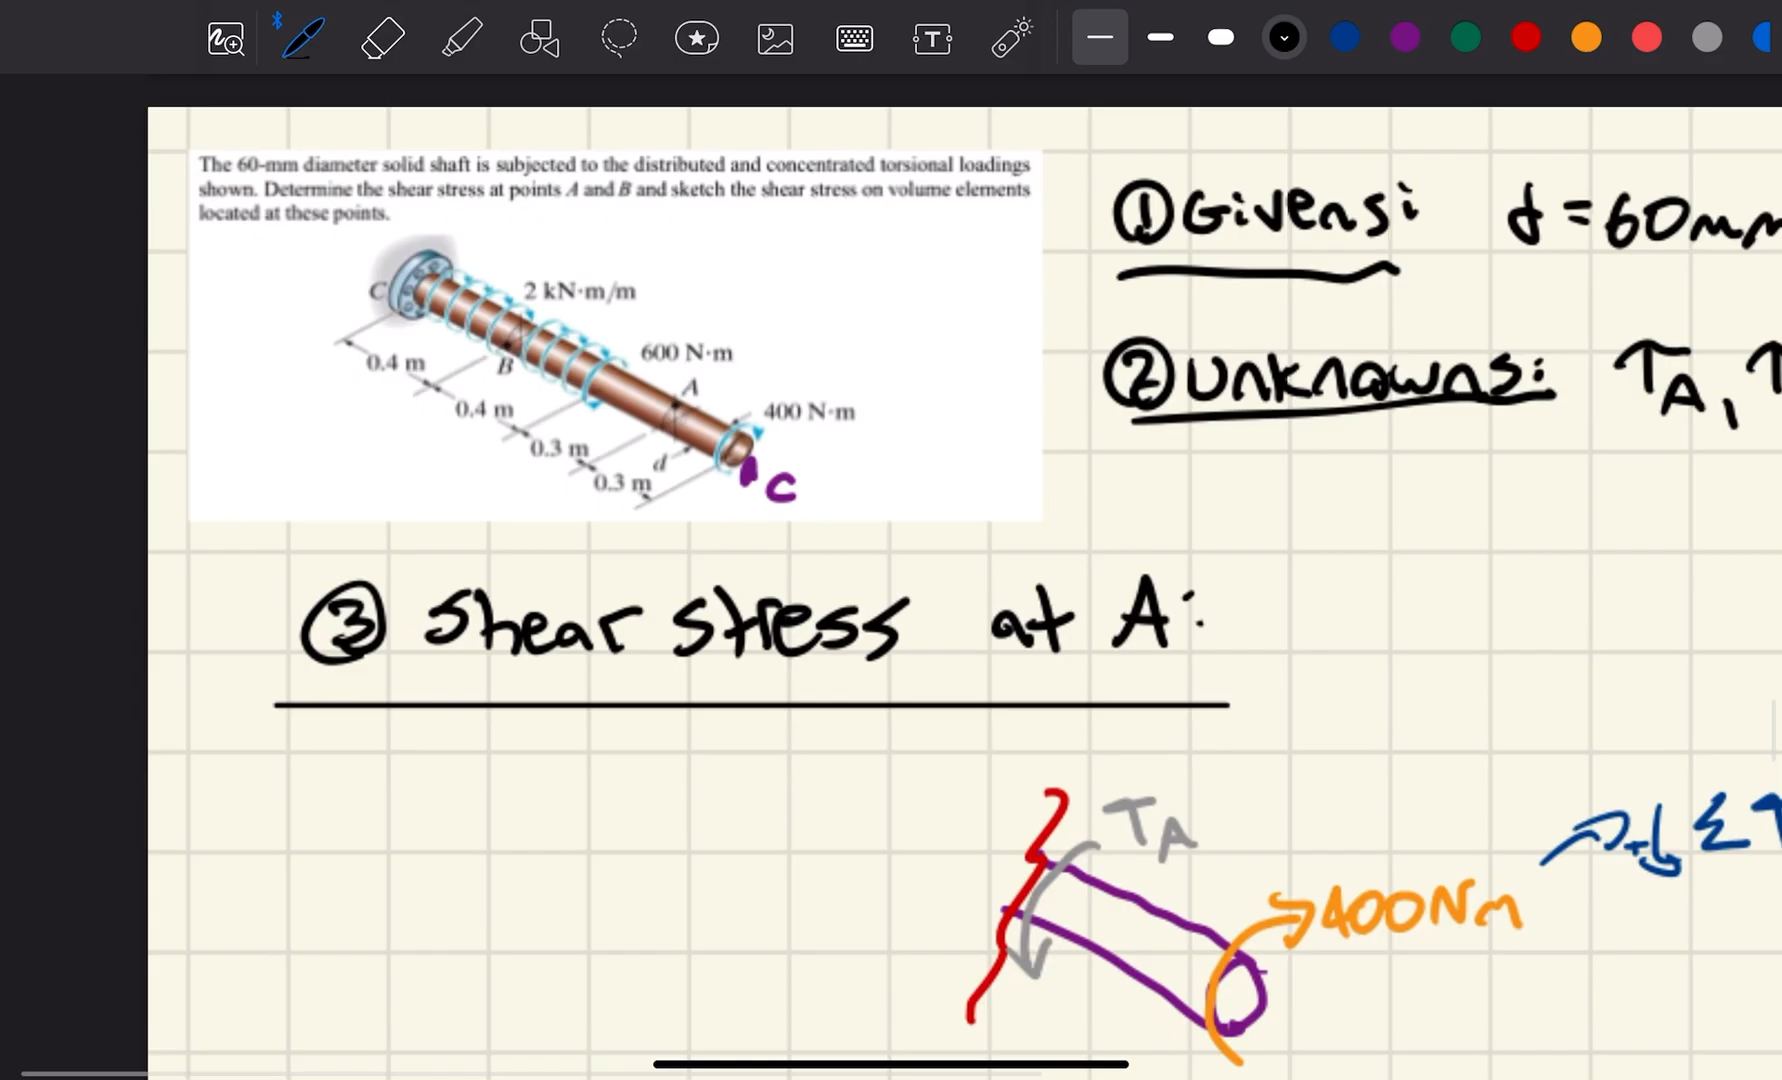 The 60-mm diameter solid shaft is subjected to the distributed and concentrated torsional loadings
shown. Determine the shear stress at points A and B and sketch the shear stress on volume elements
located at these points.
C
2 kN·m/m
600 N·m
0.4 m
B
A
0.4 m
400 N·m
0.3 m
d
0.3 m
C
① Givens: d = 60mm
② Unknowns: τA, τ
③ Shear stress at A:
TA
+ Σ T
400Nm
T